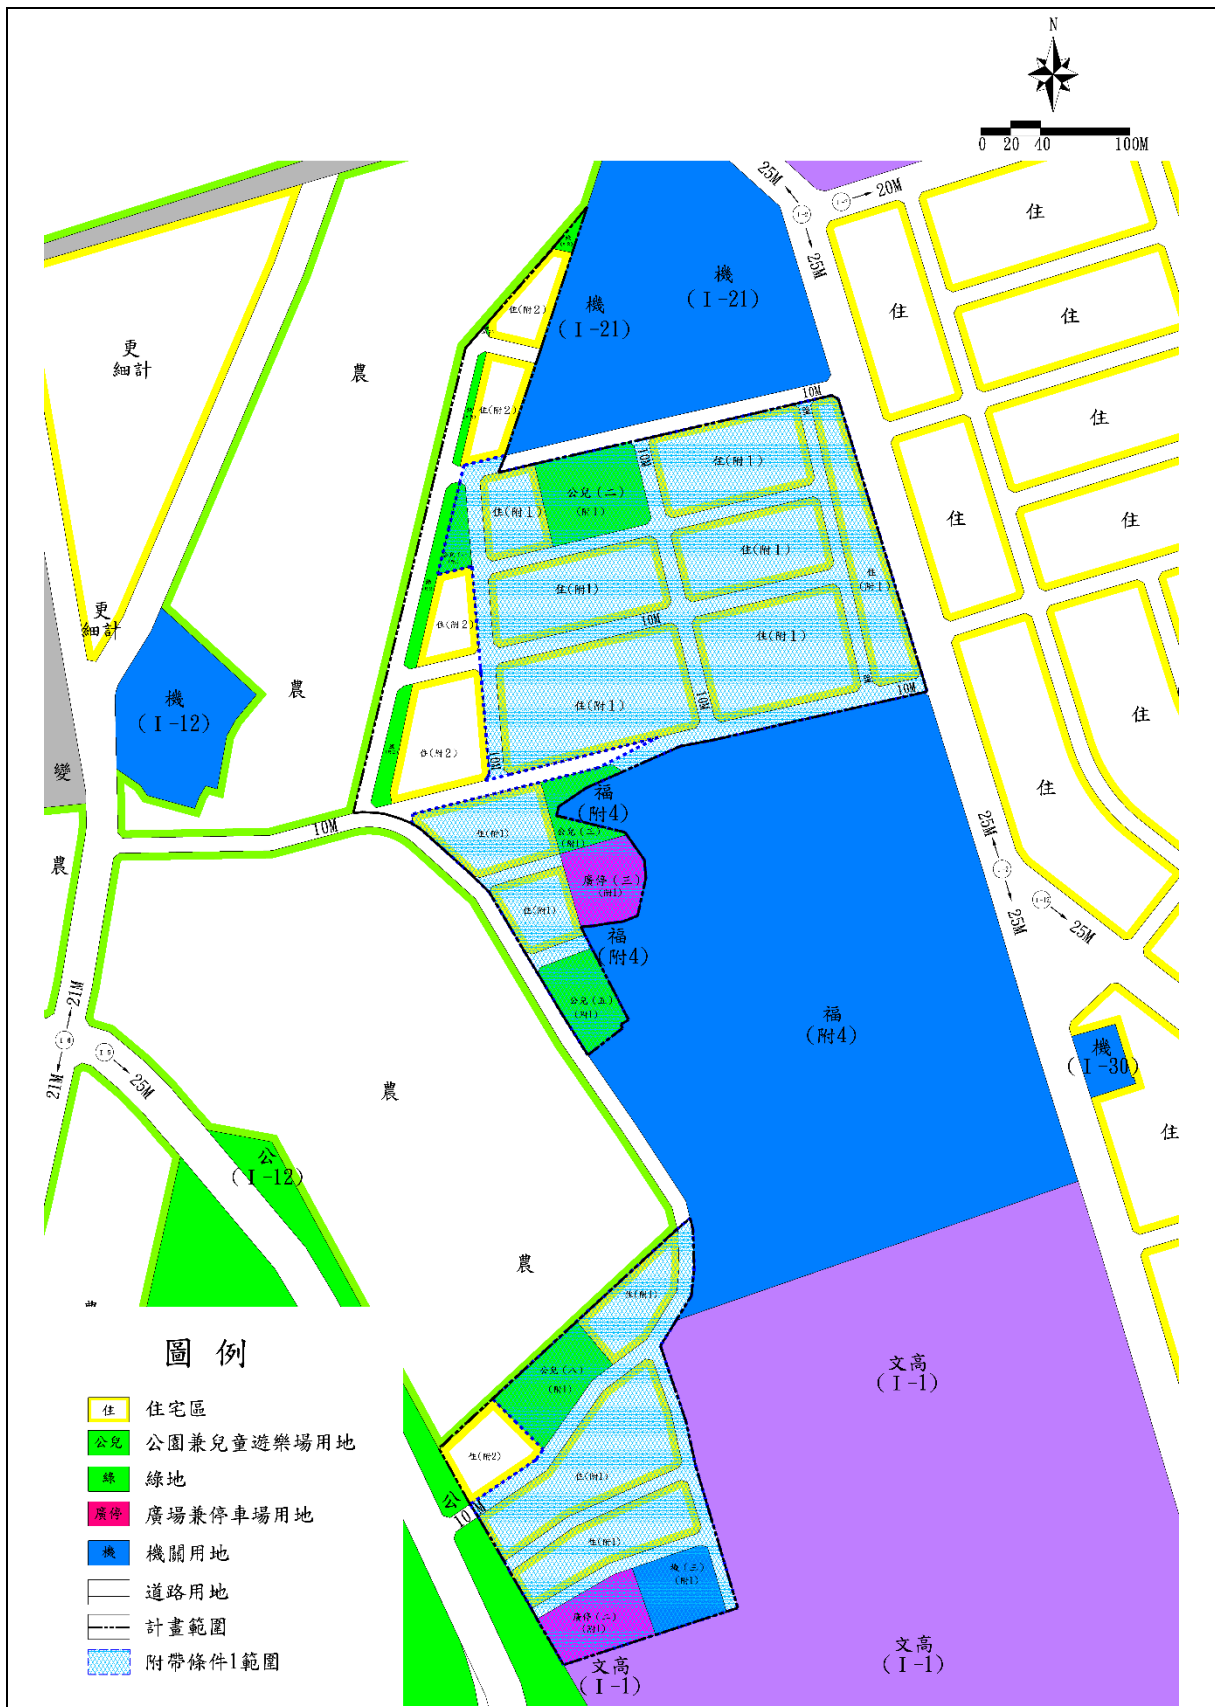 N
0 20 40 100M
25M
20M
25M
住
機
(Ⅰ-21)
機
(Ⅰ-21)
住
住
住(附2)
更
細計
農
住(附2)
10M
住
10M
住(附1)
公兒(二)
(附1)
住(附1)
住
住
住(附1)
住
(附1)
住(附1)
更
細計
住(附2)
10M
住(附1)
農
機
(Ⅰ-12)
住(附1)
10M
10M
住
住(附2)
10M
變
住
福
(附4)
10M
住(附1)
公兒(三)
(附1)
25M
農
廣停(三)
(附1)
住(附1)
25M
25M
福
(附4)
公兒(五)
(附1)
21M
福
(附4)
機
(Ⅰ-30)
21M
25M
農
住
公
(Ⅰ-12)
農
住(附1)
公兒(八)
(附1)
文高
(Ⅰ-1)
住(附2)
住(附1)
公
10M
住(附1)
機(三)
(附1)
廣停(二)
(附1)
文高
(Ⅰ-1)
文高
(Ⅰ-1)
圖例
住 住宅區
公兒 公園兼兒童遊樂場用地
綠 綠地
廣停 廣場兼停車場用地
機 機關用地
道路用地
計畫範圍
附帶條件1範圍